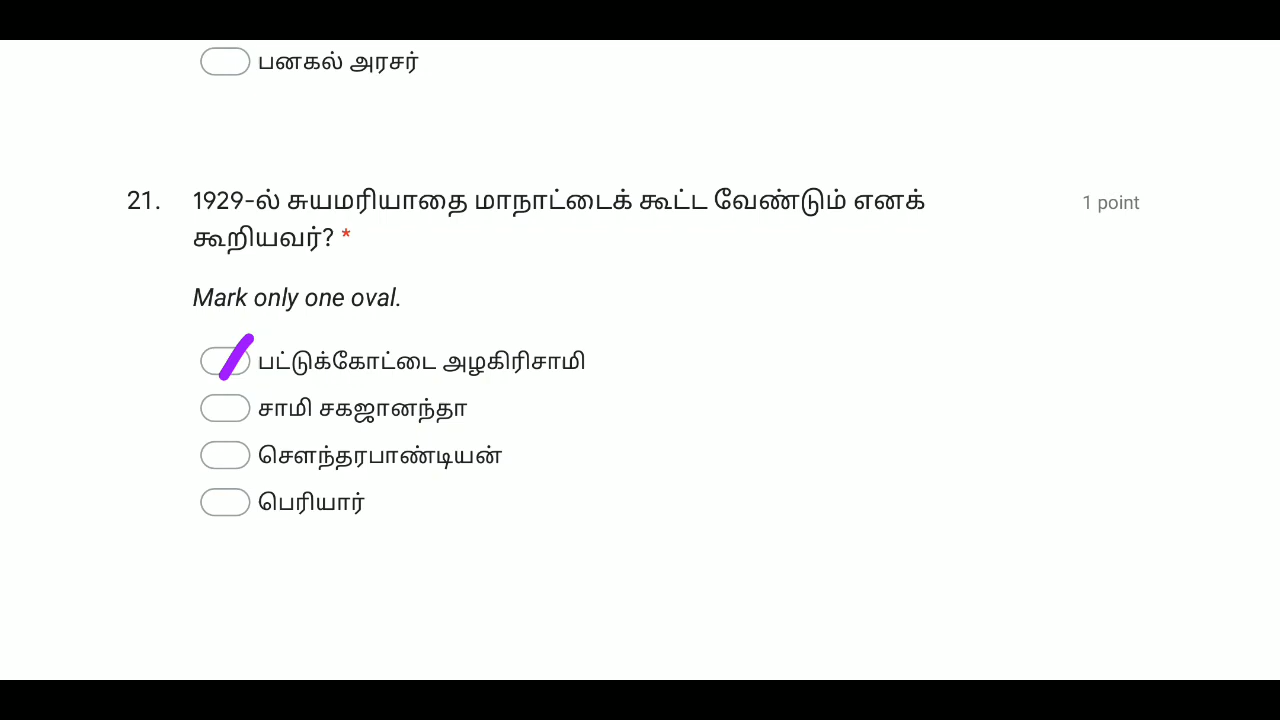 பனகல் அரசர்
21. 1929-ல் சுயமரியாதை மாநாட்டைக் கூட்ட வேண்டும் எனக் 1 point
கூறியவர்? *
Mark only one oval.
பட்டுக்கோட்டை அழகிரிசாமி
சாமி சகஜானந்தா
சௌந்தரபாண்டியன்
பெரியார்